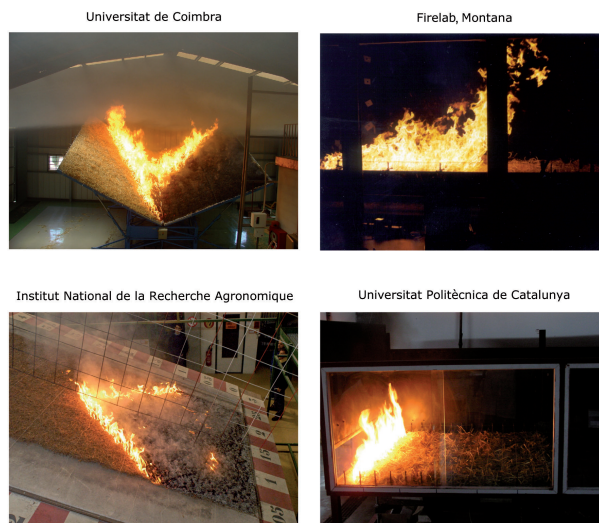 Universitat de Coimbra
Firelab, Montana
Institut National de la Recherche Agronomique
Universitat Politècnica de Catalunya